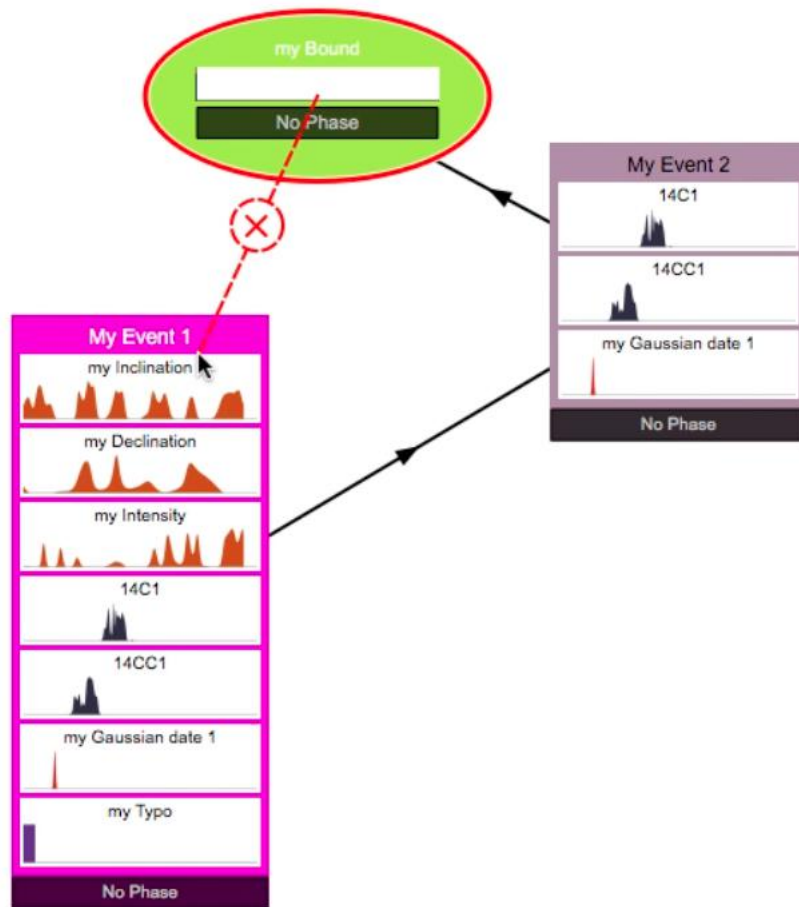 my Bound
No Phase
My Event 2
14C1
14CC1
my Gaussian date 1
No Phase
My Event 1
my Inclination
my Declination
my Intensity
14C1
14CC1
my Gaussian date 1
my Typo
No Phase